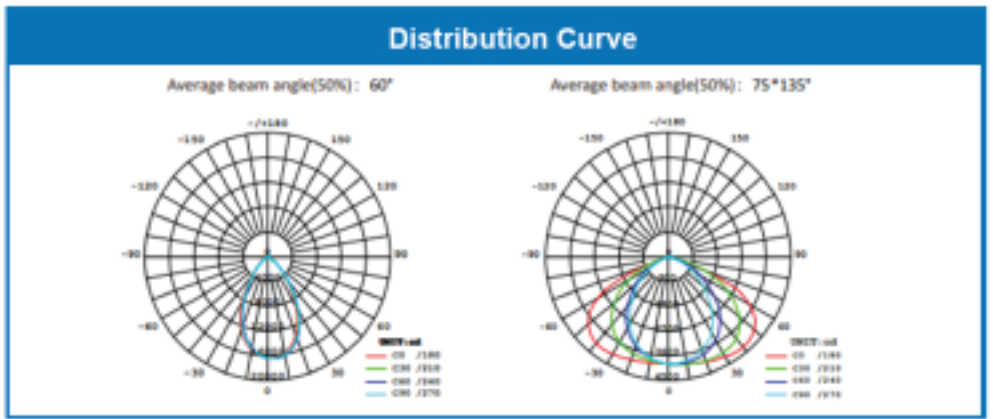 Distribution Curve
Average beam angle(50%): 60°
Average beam angle(50%): 75*135°
-/+180
-150
150
-120
120
-90
90
-60
60
-30
30
0
UNIT:cd
C0 /180
C30 /210
C60 /240
C90 /270
-/+180
-150
150
-120
120
-90
90
-60
60
-30
30
0
UNIT:cd
C0 /180
C30 /210
C60 /240
C90 /270